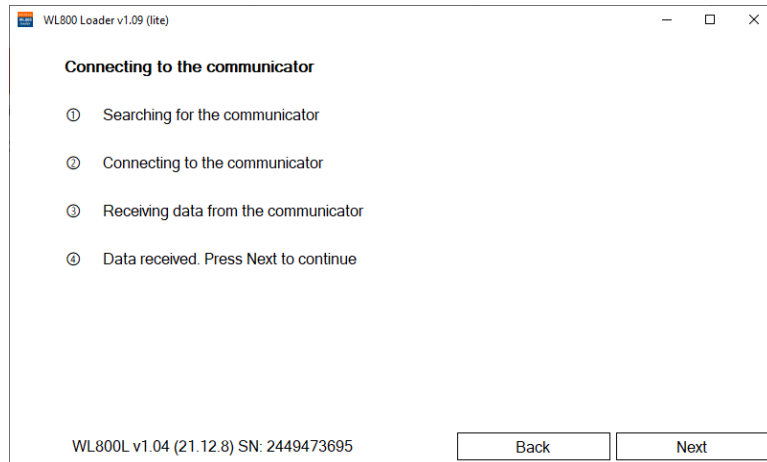 WL800 Loader v1.09 (lite)
Connecting to the communicator
① Searching for the communicator
② Connecting to the communicator
③ Receiving data from the communicator
④ Data received. Press Next to continue
WL800L v1.04 (21.12.8) SN: 2449473695
Back
Next